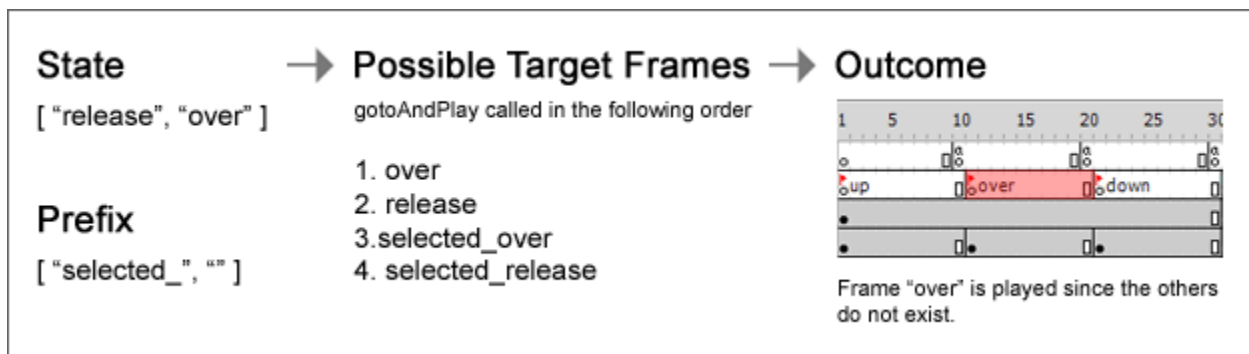 State
[ “release”, “over” ]
Prefix
[ “selected_”, “” ]
Possible Target Frames
gotoAndPlay called in the following order
1. over
2. release
3.selected_over
4. selected_release
Outcome
1 5 10 15 20 25 30
a a a
up over down
Frame “over” is played since the others
do not exist.